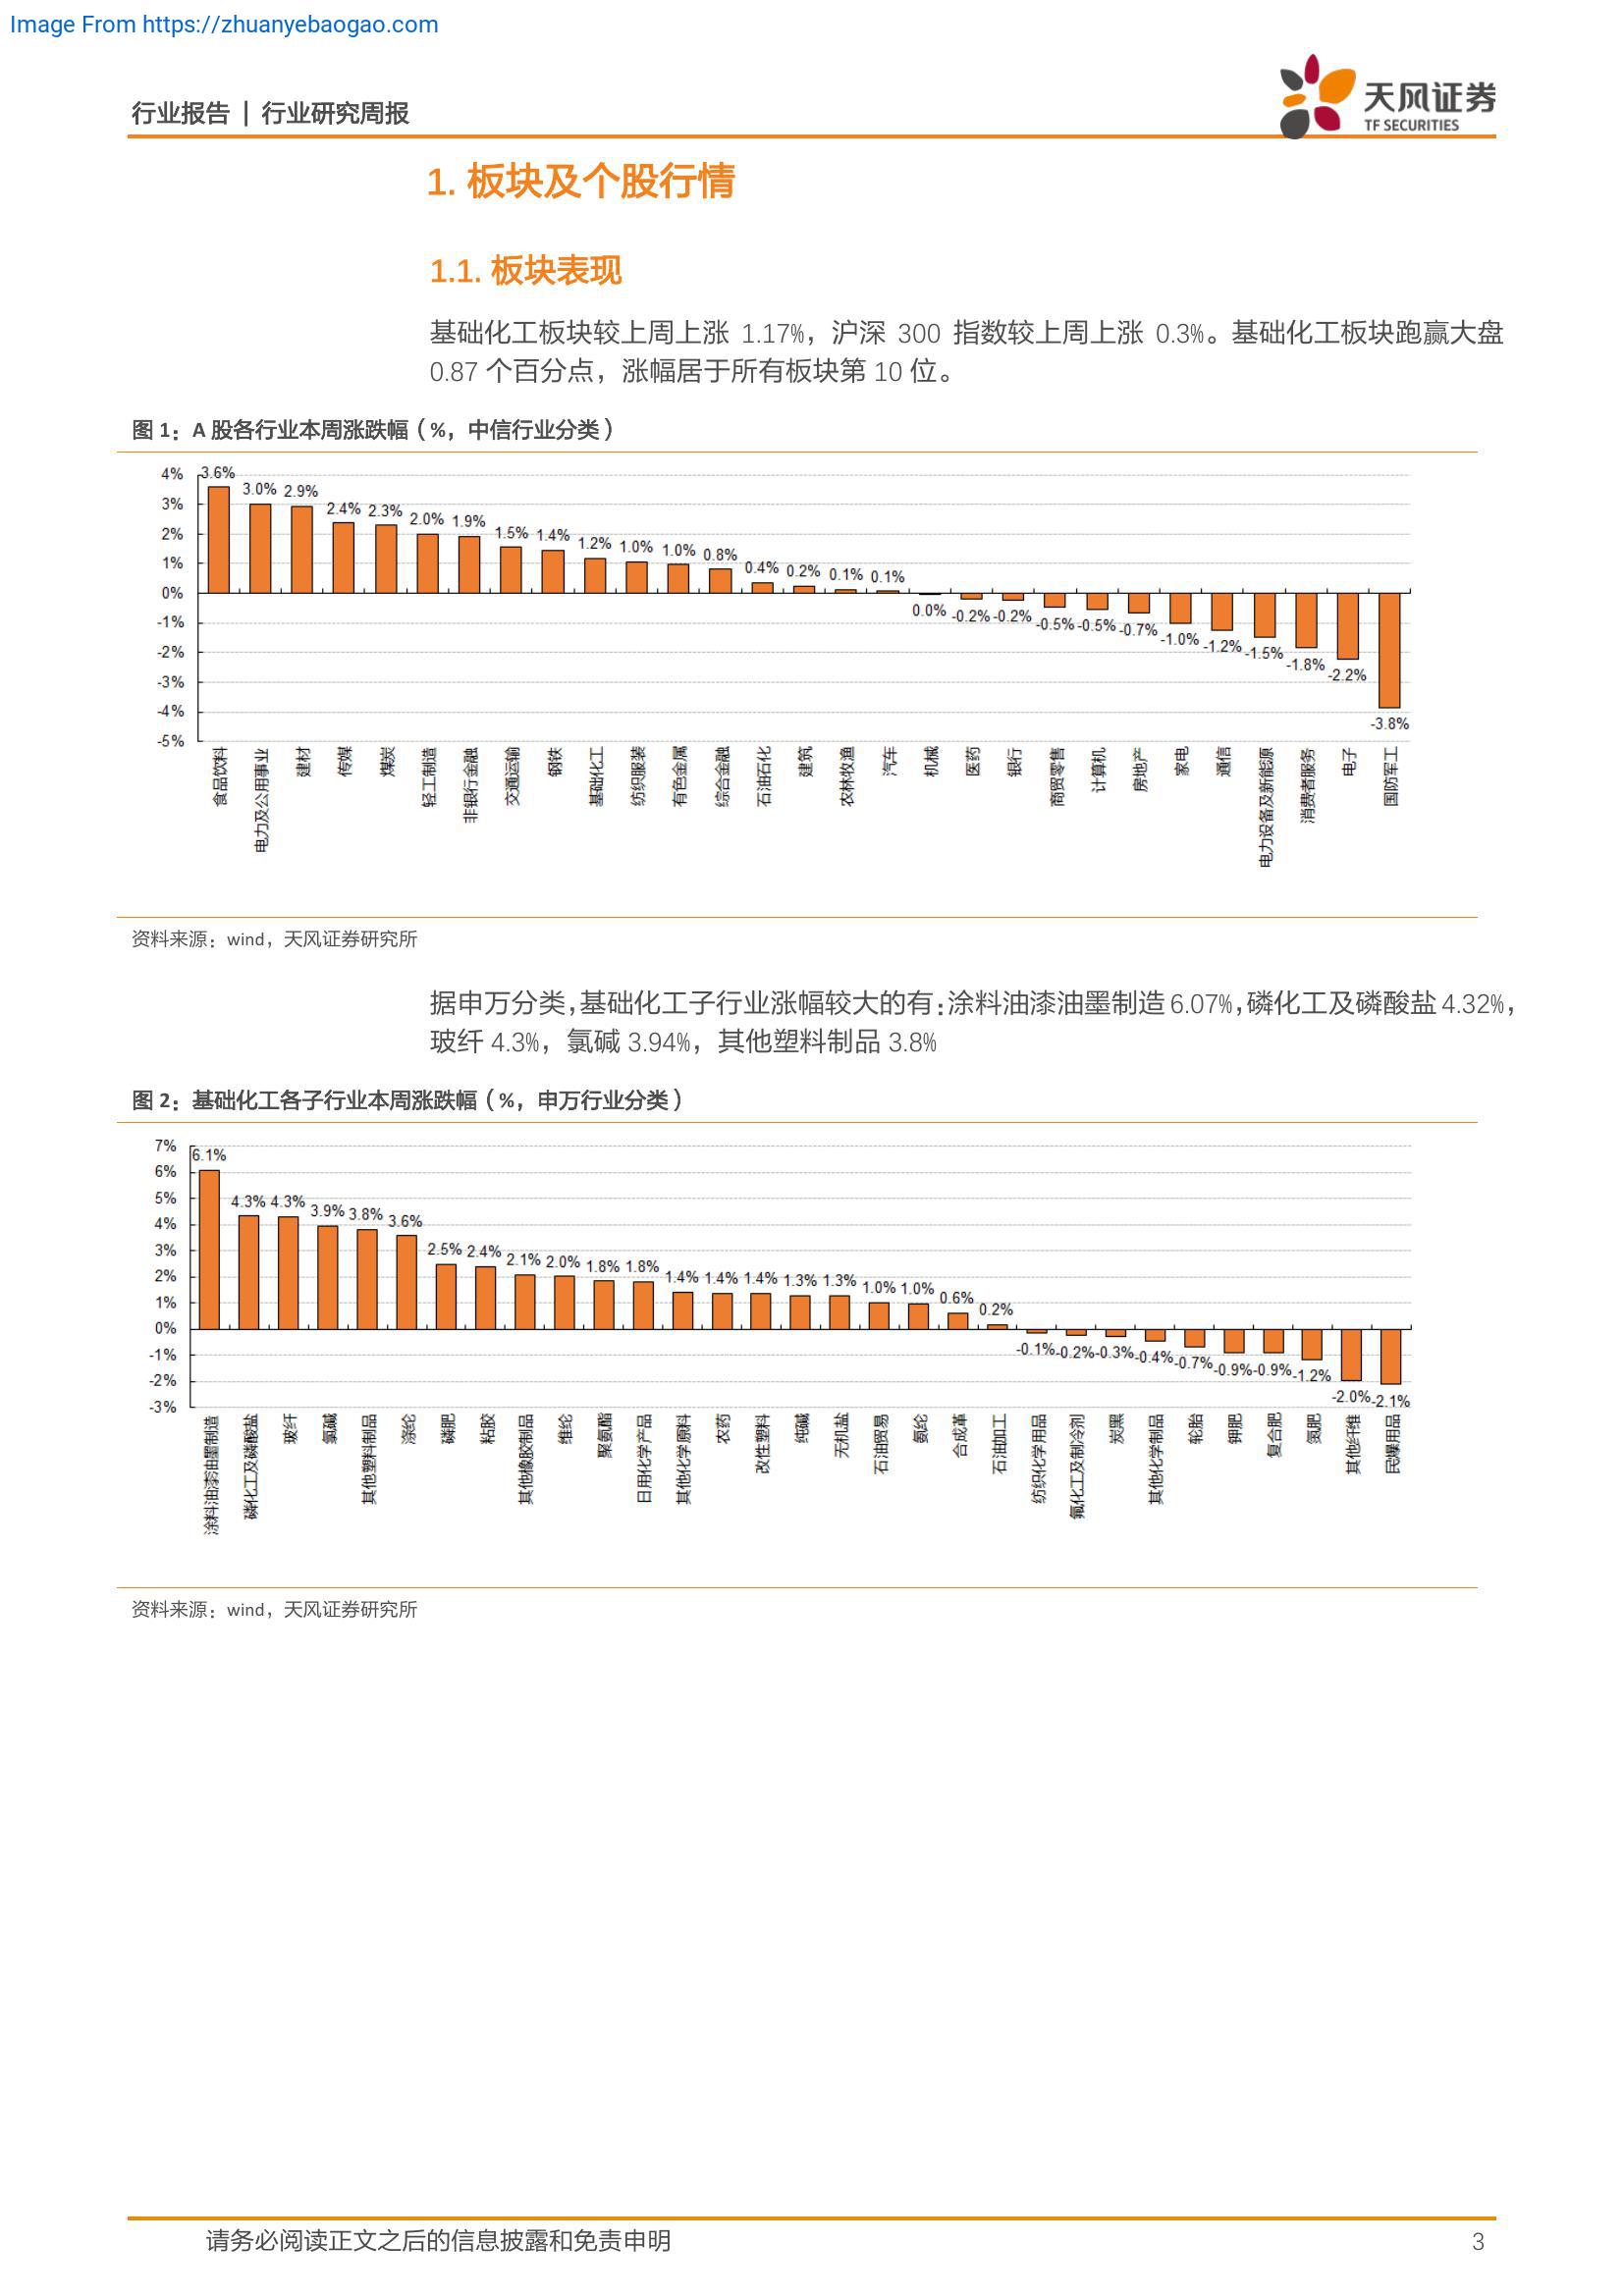 Image From https://zhuanyebaogao.com
行业报告 | 行业研究周报
天风证券
TF SECURITIES
1. 板块及个股行情
1.1. 板块表现
基础化工板块较上周上涨 1.17%，沪深 300 指数较上周上涨 0.3%。基础化工板块跑赢大盘
0.87 个百分点，涨幅居于所有板块第 10 位。
图 1：A 股各行业本周涨跌幅（%，中信行业分类）
4%
3%
2%
1%
0%
-1%
-2%
-3%
-4%
-5%
3.6% 3.0% 2.9% 2.4% 2.3% 2.0% 1.9% 1.5% 1.4% 1.2% 1.0% 1.0% 0.8% 0.4% 0.2% 0.1% 0.1% 0.0% -0.2% -0.2% -0.5% -0.5% -0.7% -1.0% -1.2% -1.5% -1.8% -2.2% -3.8%
食品饮料
电力及公用事业
建材
传媒
煤炭
轻工制造
非银行金融
交通运输
钢铁
基础化工
纺织服装
有色金属
综合金融
石油石化
建筑
农林牧渔
汽车
机械
医药
银行
商贸零售
计算机
房地产
家电
通信
电力设备及新能源
消费者服务
电子
国防军工
资料来源：wind，天风证券研究所
据申万分类，基础化工子行业涨幅较大的有：涂料油漆油墨制造 6.07%，磷化工及磷酸盐 4.32%，
玻纤 4.3%，氯碱 3.94%，其他塑料制品 3.8%
图 2：基础化工各子行业本周涨跌幅（%，申万行业分类）
7%
6%
5%
4%
3%
2%
1%
0%
-1%
-2%
-3%
6.1% 4.3% 4.3% 3.9% 3.8% 3.6% 2.5% 2.4% 2.1% 2.0% 1.8% 1.8% 1.4% 1.4% 1.4% 1.3% 1.3% 1.0% 1.0% 0.6% 0.2% -0.1% -0.2% -0.3% -0.4% -0.7% -0.9% -0.9% -1.2% -2.0% -2.1%
涂料油漆油墨制造
磷化工及磷酸盐
玻纤
氯碱
其他塑料制品
涤纶
磷肥
粘胶
其他橡胶制品
维纶
聚氨酯
日用化学产品
其他化学原料
农药
改性塑料
纯碱
无机盐
石油贸易
氨纶
合成革
石油加工
纺织化学用品
氟化工及制冷剂
炭黑
其他化学制品
轮胎
钾肥
复合肥
氮肥
其他纤维
民爆用品
资料来源：wind，天风证券研究所
请务必阅读正文之后的信息披露和免责申明
3